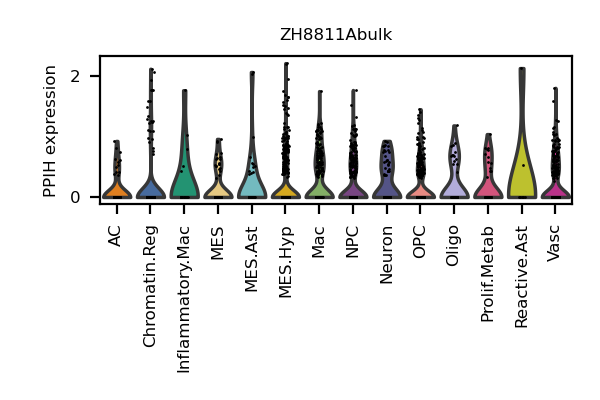 ZH8811Abulk
PPIH expression
2
0
AC
Chromatin.Reg
Inflammatory.Mac
MES
MES.Ast
MES.Hyp
Mac
NPC
Neuron
OPC
Oligo
Prolif.Metab
Reactive.Ast
Vasc